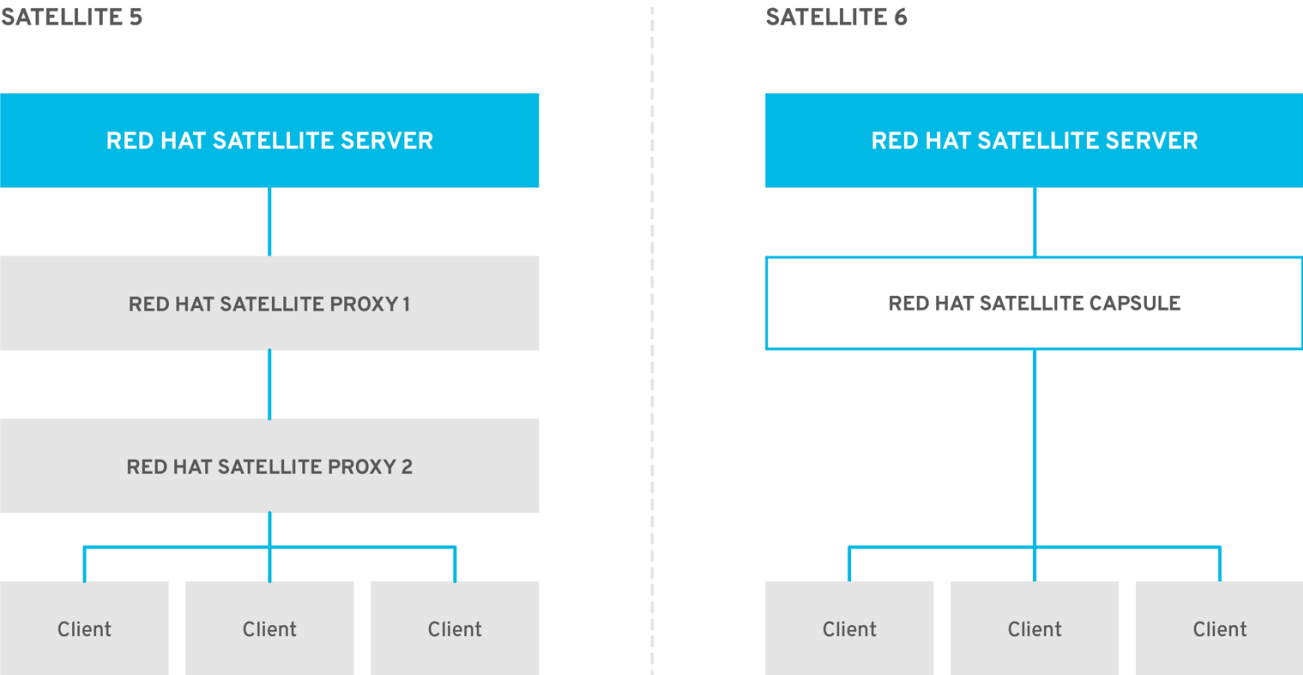 SATELLITE 5
RED HAT SATELLITE SERVER
RED HAT SATELLITE PROXY 1
RED HAT SATELLITE PROXY 2
Client
Client
Client
SATELLITE 6
RED HAT SATELLITE SERVER
RED HAT SATELLITE CAPSULE
Client
Client
Client